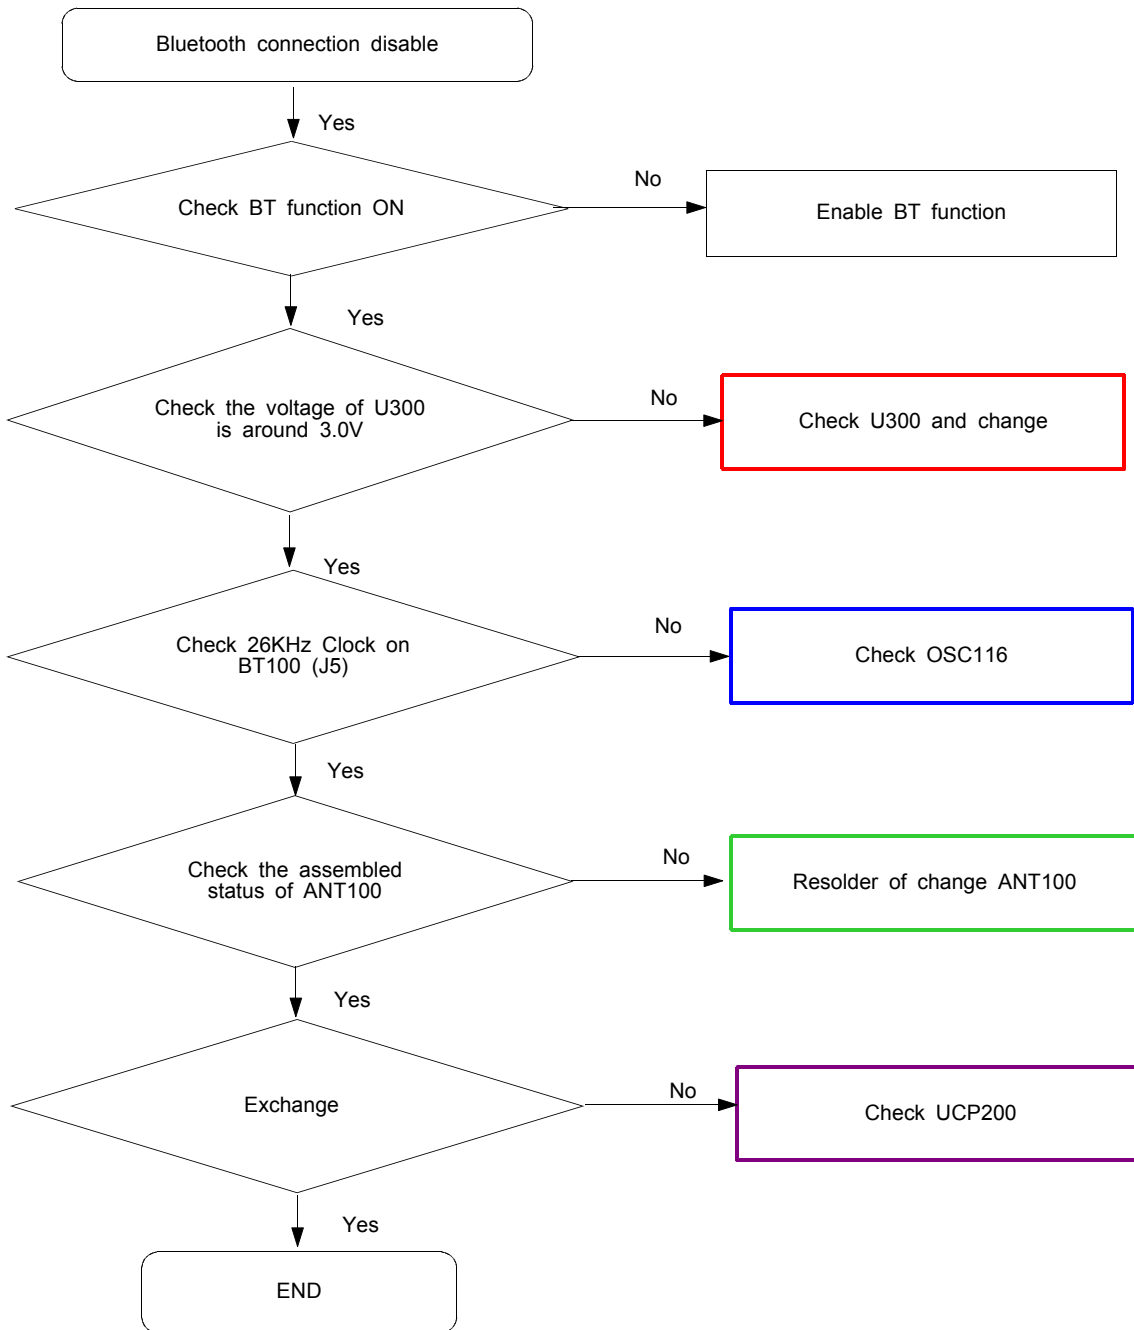 Bluetooth connection disable
Yes
Check BT function ON
No
Enable BT function
Yes
Check the voltage of U300
is around 3.0V
No
Check U300 and change
Yes
Check 26KHz Clock on
BT100 (J5)
No
Check OSC116
Yes
Check the assembled
status of ANT100
No
Resolder of change ANT100
Yes
Exchange
No
Check UCP200
Yes
END